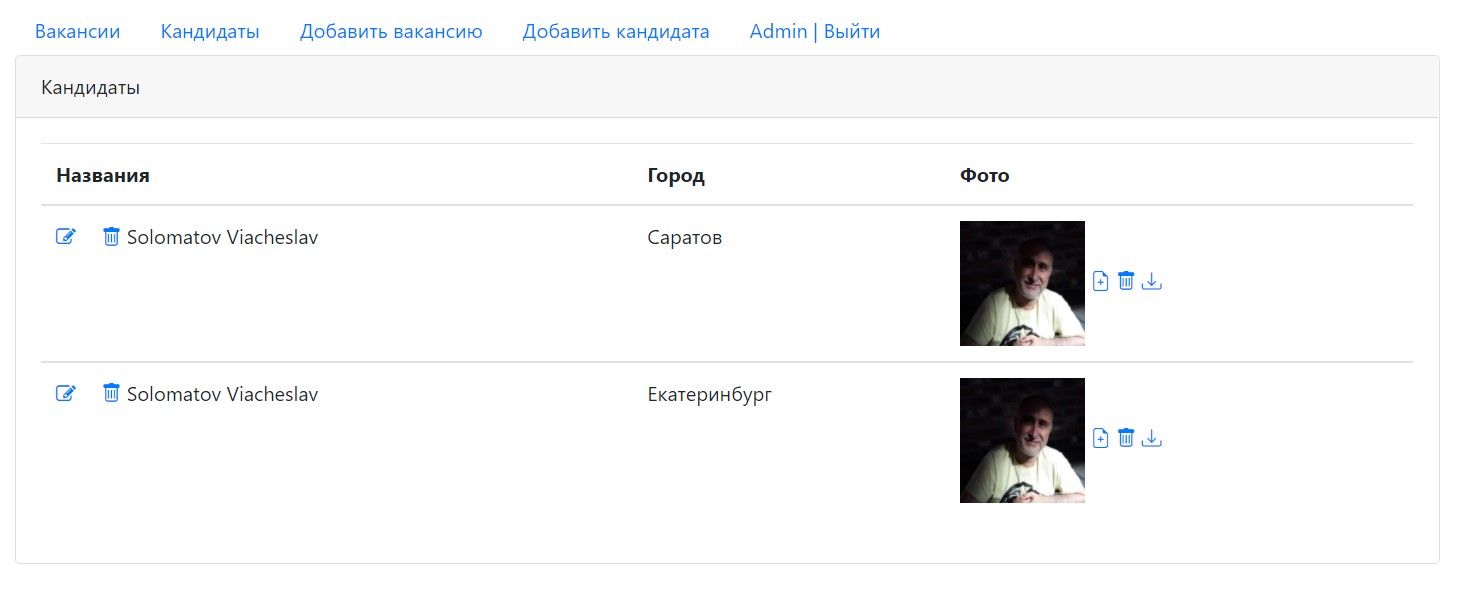 Вакансии Кандидаты Добавить вакансию Добавить кандидата Admin | Выйти
Кандидаты
Названия Город Фото
Solomatov Viacheslav Саратов
Solomatov Viacheslav Екатеринбург